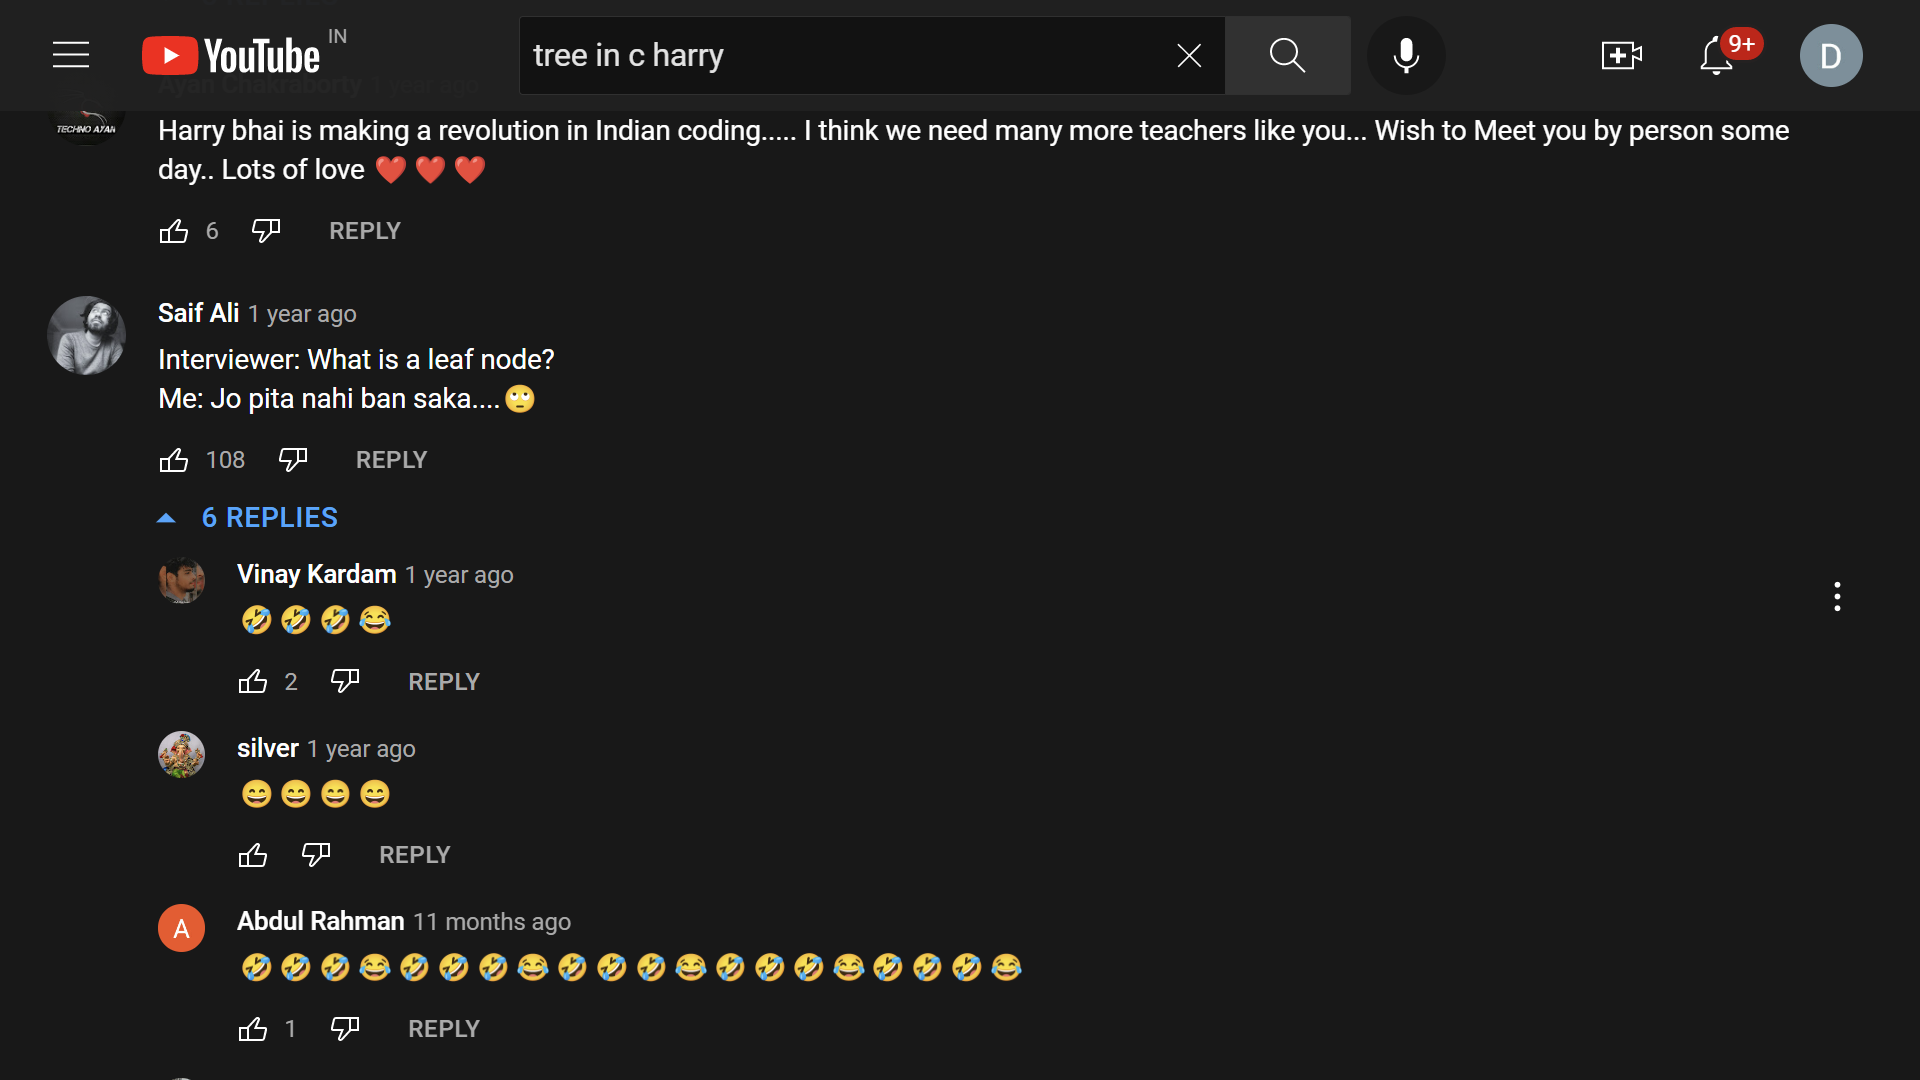 YouTube IN
tree in c harry
9+
D
Ayan Chakraborty 1 year ago
TECHNO AYAN
Harry bhai is making a revolution in Indian coding..... I think we need many more teachers like you... Wish to Meet you by person some
day.. Lots of love ❤️❤️❤️
6 REPLY
Saif Ali 1 year ago
Interviewer: What is a leaf node?
Me: Jo pita nahi ban saka....🙄
108 REPLY
6 REPLIES
Vinay Kardam 1 year ago
🤣🤣🤣😂
2 REPLY
silver 1 year ago
😄😄😄😄
REPLY
A
Abdul Rahman 11 months ago
🤣🤣🤣😂🤣🤣🤣😂🤣🤣🤣😂🤣🤣🤣😂🤣🤣🤣😂
1 REPLY